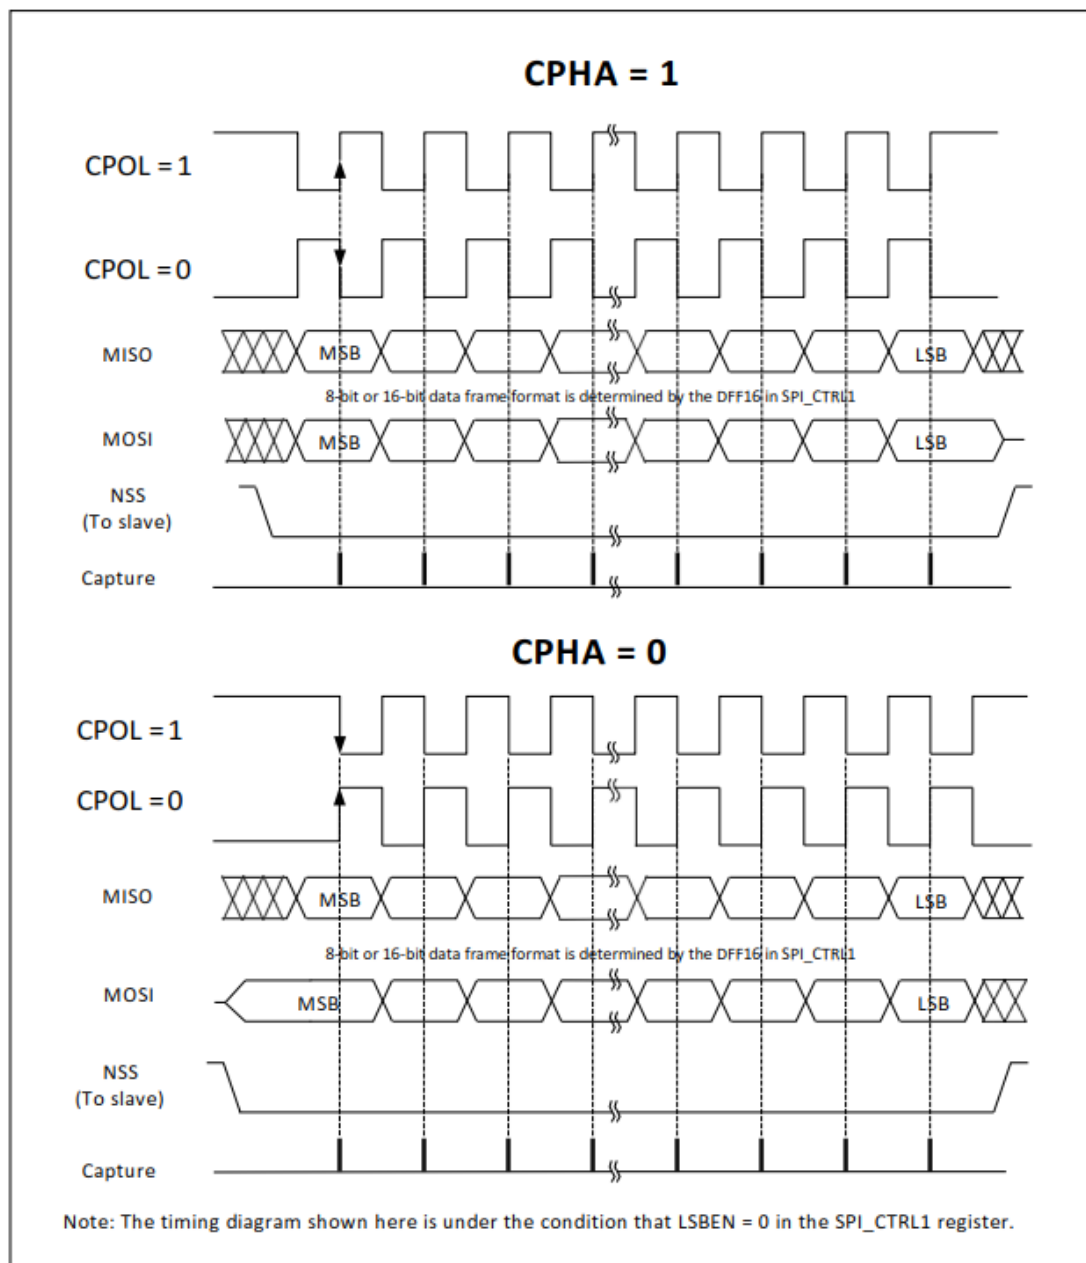 CPHA = 1
CPOL = 1
CPOL = 0
MISO
MSB
LSB
8-bit or 16-bit data frame format is determined by the DFF16 in SPI_CTRL1
MOSI
MSB
LSB
NSS
(To slave)
Capture
CPHA = 0
CPOL = 1
CPOL = 0
MISO
MSB
LSB
8-bit or 16-bit data frame format is determined by the DFF16 in SPI_CTRL1
MOSI
MSB
LSB
NSS
(To slave)
Capture
Note: The timing diagram shown here is under the condition that LSBEN = 0 in the SPI_CTRL1 register.